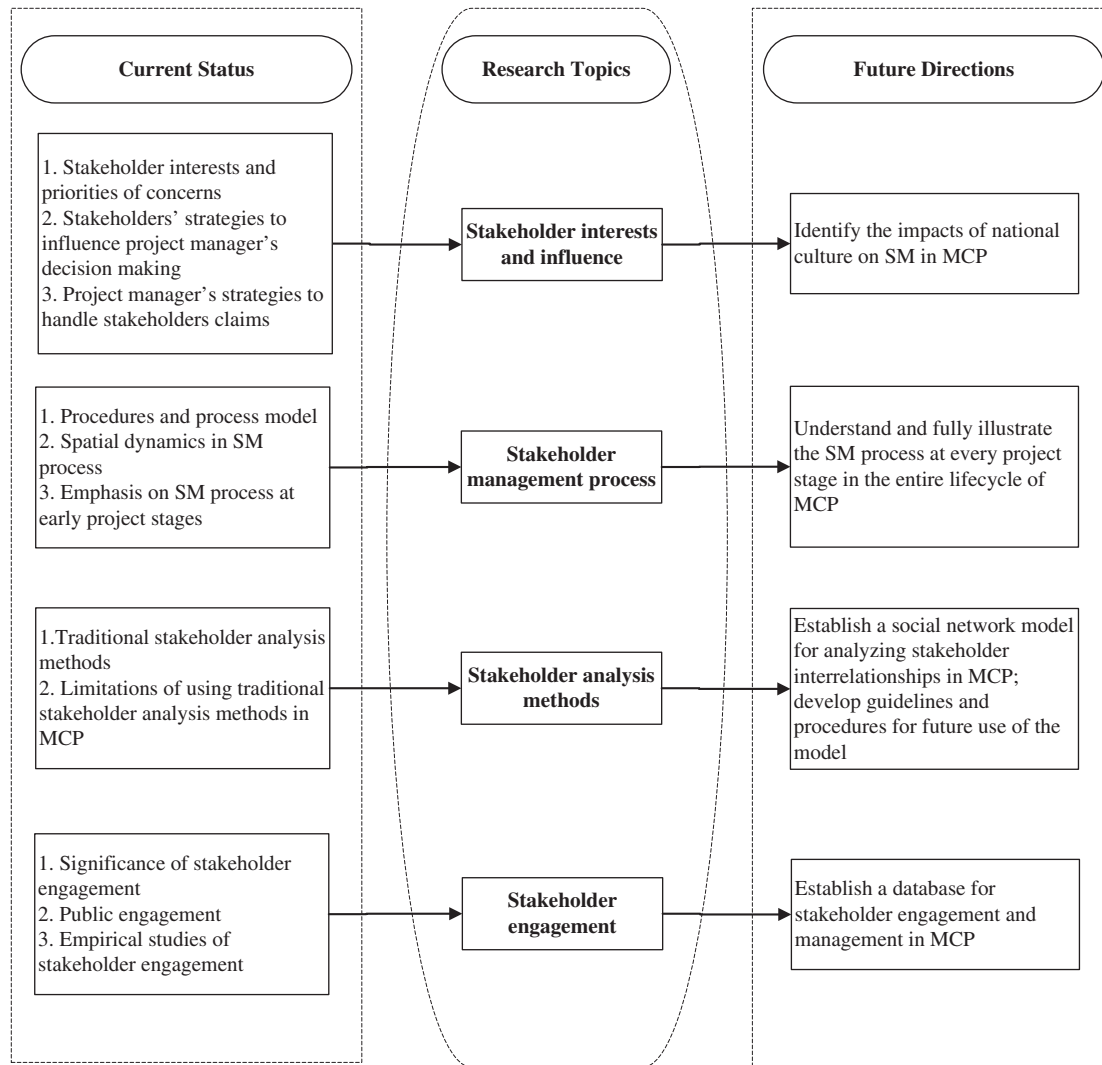 Current Status
Research Topics
Future Directions
1. Stakeholder interests and
priorities of concerns
2. Stakeholders’ strategies to
influence project manager’s
decision making
3. Project manager’s strategies to
handle stakeholders claims
Stakeholder interests
and influence
Identify the impacts of national
culture on SM in MCP
1. Procedures and process model
2. Spatial dynamics in SM
process
3. Emphasis on SM process at
early project stages
Stakeholder
management process
Understand and fully illustrate
the SM process at every project
stage in the entire lifecycle of
MCP
1.Traditional stakeholder analysis
methods
2. Limitations of using traditional
stakeholder analysis methods in
MCP
Stakeholder analysis
methods
Establish a social network model
for analyzing stakeholder
interrelationships in MCP;
develop guidelines and
procedures for future use of the
model
1. Significance of stakeholder
engagement
2. Public engagement
3. Empirical studies of
stakeholder engagement
Stakeholder
engagement
Establish a database for
stakeholder engagement and
management in MCP